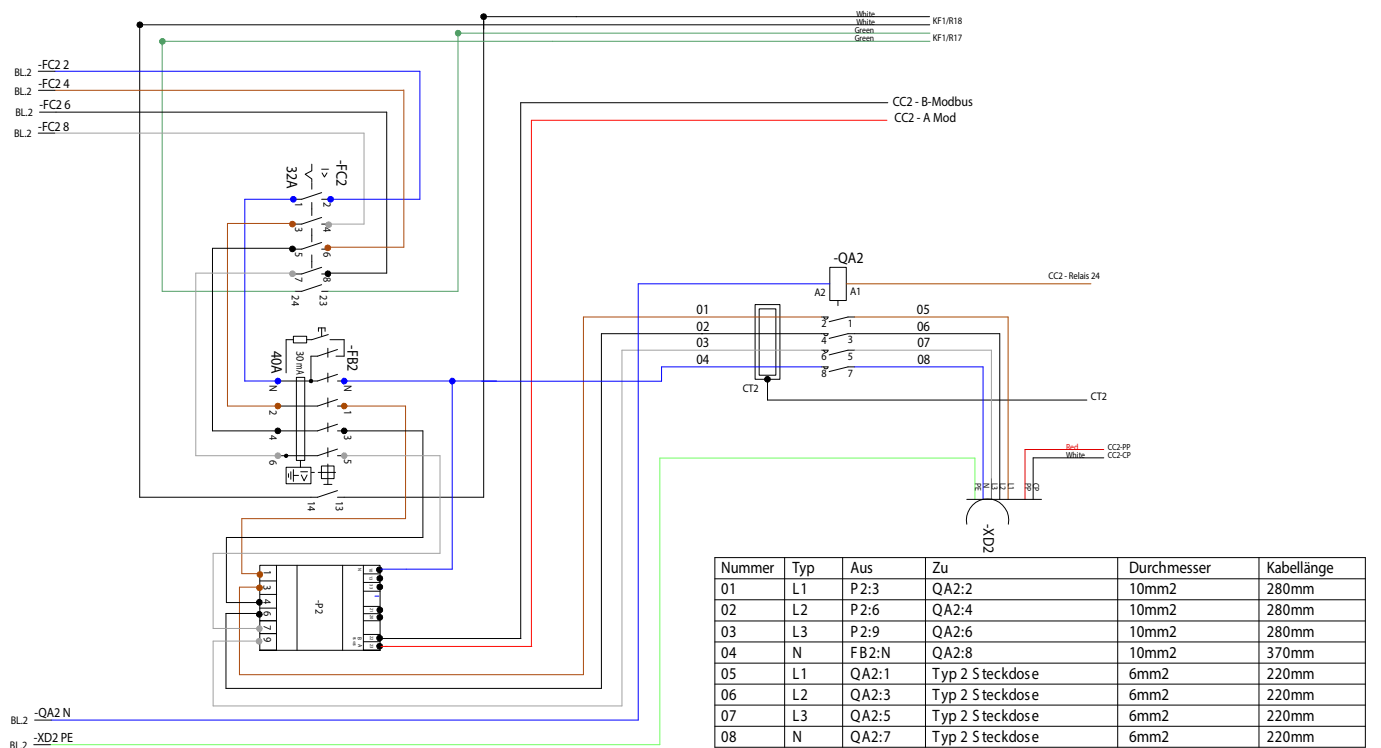 White
White KF1/R18
Green
Green KF1/R17
BL.2 -FC2 2
BL.2 -FC2 4
BL.2 -FC2 6
BL.2 -FC2 8
CC2 - B-Modbus
CC2 - A Mod
-FC2
I>
32A
1 2
3 4
5 6
7 8
24 23
-QA2
A2 A1
CC2 - Relais 24
01 05
2 1
02 06
4 3
03 07
6 5
04 08
8 7
CT2
CT2
-FB2
40A
30 mA
N N
2 1
4 3
6 5
I>
14 13
Red CC2-PP
White CC2-CP
PE N L3 L2 L1 PP CP
-XD2
-P2
1
3
4
6
7
9
N
B
A
Nummer Typ Aus Zu Durchmesser Kabellänge
01 L1 P2:3 QA2:2 10mm2 280mm
02 L2 P2:6 QA2:4 10mm2 280mm
03 L3 P2:9 QA2:6 10mm2 280mm
04 N FB2:N QA2:8 10mm2 370mm
05 L1 QA2:1 Typ 2 Steckdose 6mm2 220mm
06 L2 QA2:3 Typ 2 Steckdose 6mm2 220mm
07 L3 QA2:5 Typ 2 Steckdose 6mm2 220mm
08 N QA2:7 Typ 2 Steckdose 6mm2 220mm
BL.2 -QA2 N
BL.2 -XD2 PE